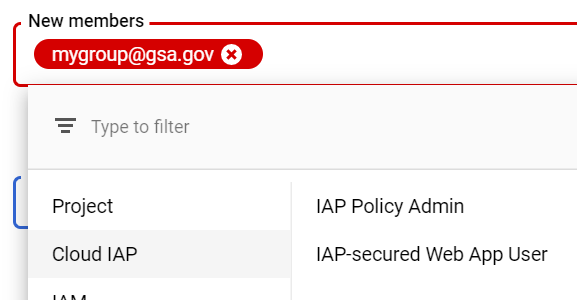 New members
mygroup@gsa.gov
Type to filter
Project
IAP Policy Admin
Cloud IAP
IAP-secured Web App User
IAM